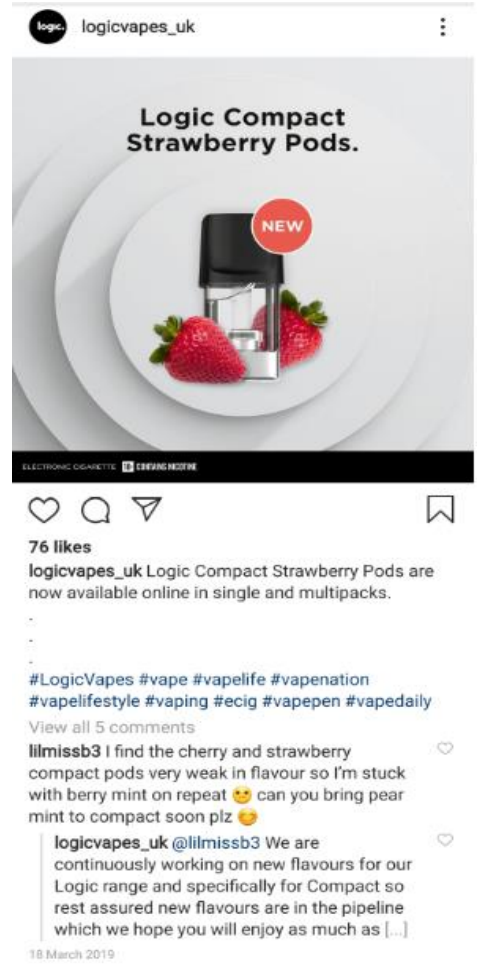 logic.
logicvapes_uk
Logic Compact
Strawberry Pods.
NEW
ELECTRONIC CIGARETTE 18+ CONTAINS NICOTINE
76 likes
logicvapes_uk Logic Compact Strawberry Pods are
now available online in single and multipacks.
.
.
.
#LogicVapes #vape #vapelife #vapenation
#vapelifestyle #vaping #ecig #vapepen #vapedaily
View all 5 comments
lilmissb3 I find the cherry and strawberry
compact pods very weak in flavour so I'm stuck
with berry mint on repeat 😕 can you bring pear
mint to compact soon plz 😊
logicvapes_uk @lilmissb3 We are
continuously working on new flavours for our
Logic range and specifically for Compact so
rest assured new flavours are in the pipeline
which we hope you will enjoy as much as [...]
18 March 2019